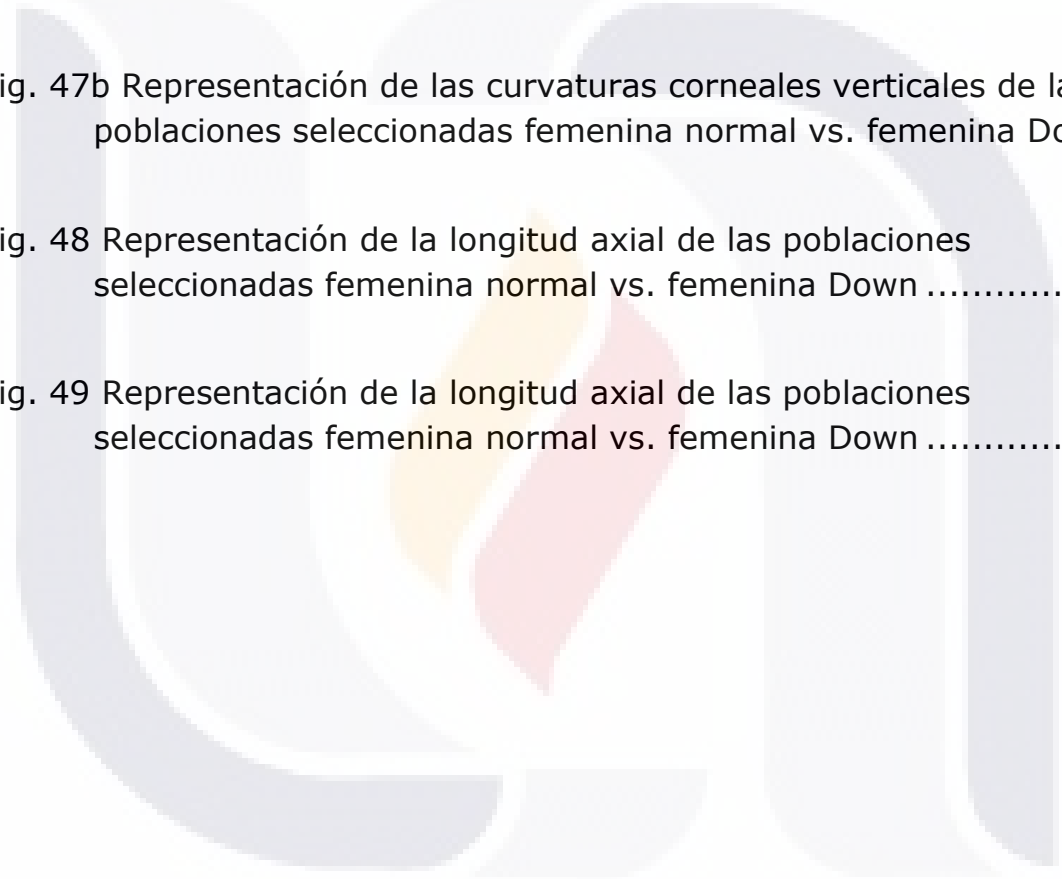 ig. 47b Representación de las curvaturas corneales verticales de la
poblaciones seleccionadas femenina normal vs. femenina Do
ig. 48 Representación de la longitud axial de las poblaciones
seleccionadas femenina normal vs. femenina Down .............
ig. 49 Representación de la longitud axial de las poblaciones
seleccionadas femenina normal vs. femenina Down .............